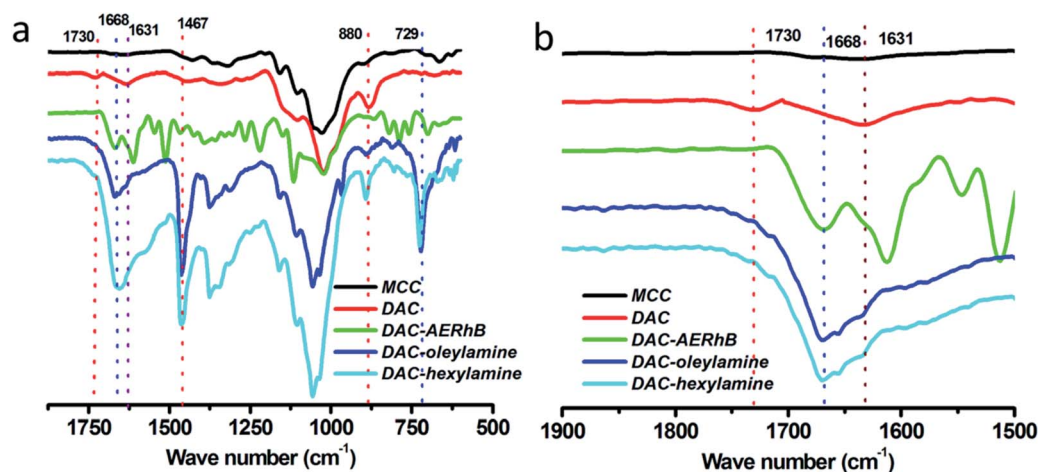 a
1730
1668
1631
1467
880
729
MCC
DAC
DAC-AERhB
DAC-oleylamine
DAC-hexylamine
1750 1500 1250 1000 750 500
Wave number (cm-1)
b
1730
1668
1631
MCC
DAC
DAC-AERhB
DAC-oleylamine
DAC-hexylamine
1900 1800 1700 1600 1500
Wave number (cm-1)